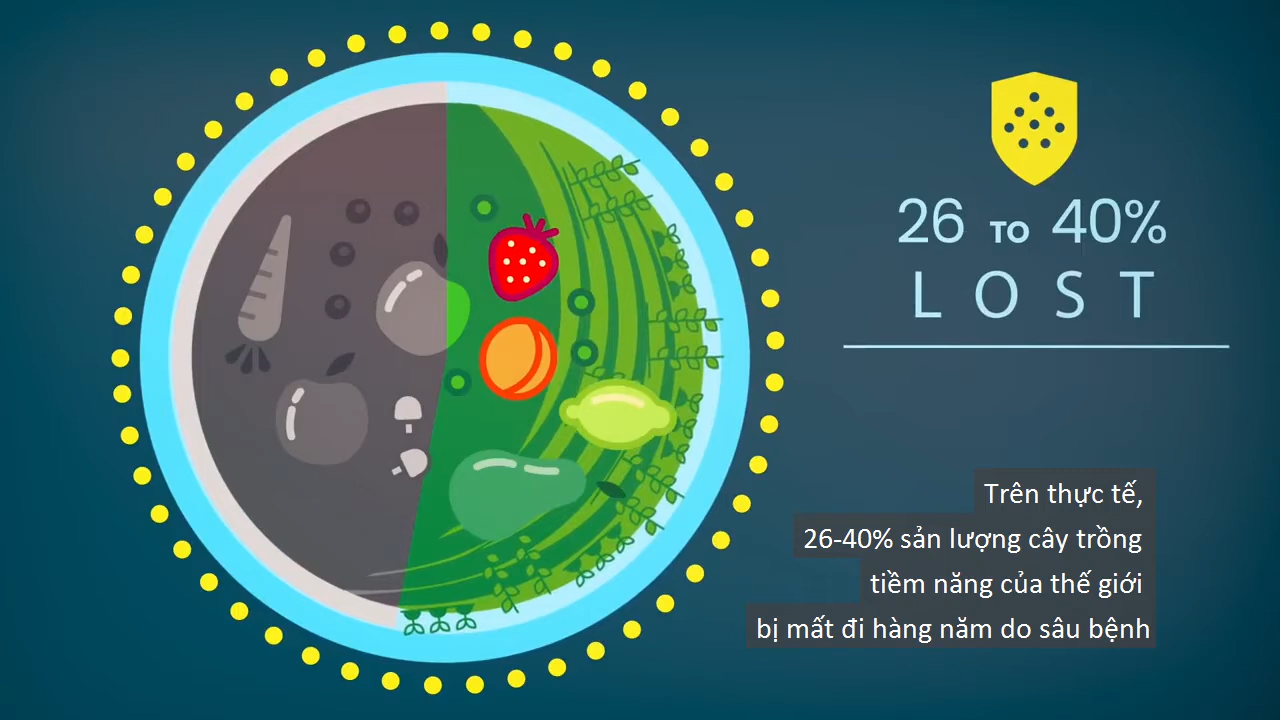 26 TO 40%
LOST
Trên thực tế,
26-40% sản lượng cây trồng
tiềm năng của thế giới
bị mất đi hàng năm do sâu bệnh